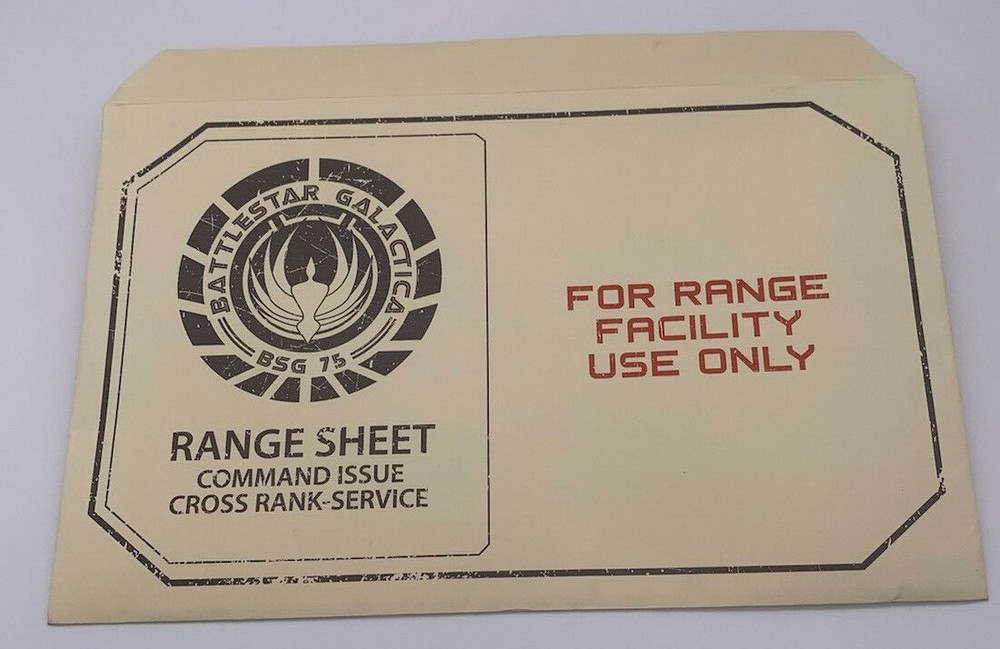 BATTLESTAR GALACTICA
BSG 75
RANGE SHEET
COMMAND ISSUE
CROSS RANK-SERVICE
FOR RANGE
FACILITY
USE ONLY